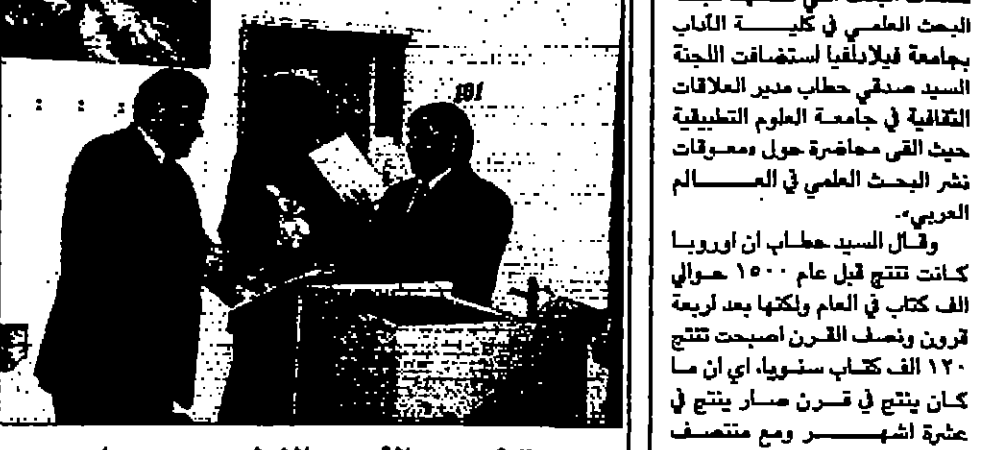 البحث العلمي في كلية الآداب
بجامعة فيلادلفيا استضافت اللجنة
السيد صدقي حطاب مدير العلاقات
الثقافية في جامعة العلوم التطبيقية
حيث القى محاضرة حول «معوقات
نشر البحث العلمي في العالم
العربي».
وقال السيد حطاب ان اوروبا
كانت تنتج قبل عام ١٥٠٠ حوالي
الف كتاب في العام ولكنها بعد اربعة
قرون ونصف القرن اصبحت تنتج
١٢٠ الف كتاب سنويا، اي ان ما
كان ينتج في قرن صار ينتج في
عشرة اشهر ومع منتصف
101